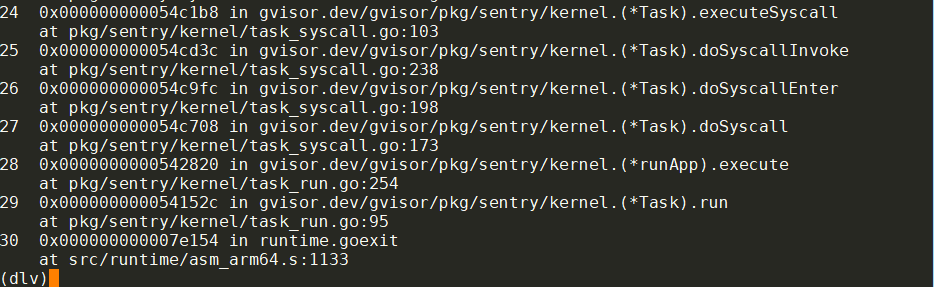 24  0x000000000054c1b8 in gvisor.dev/gvisor/pkg/sentry/kernel.(*Task).executeSyscall
    at pkg/sentry/kernel/task_syscall.go:103
25  0x000000000054cd3c in gvisor.dev/gvisor/pkg/sentry/kernel.(*Task).doSyscallInvoke
    at pkg/sentry/kernel/task_syscall.go:238
26  0x000000000054c9fc in gvisor.dev/gvisor/pkg/sentry/kernel.(*Task).doSyscallEnter
    at pkg/sentry/kernel/task_syscall.go:198
27  0x000000000054c708 in gvisor.dev/gvisor/pkg/sentry/kernel.(*Task).doSyscall
    at pkg/sentry/kernel/task_syscall.go:173
28  0x0000000000542820 in gvisor.dev/gvisor/pkg/sentry/kernel.(*runApp).execute
    at pkg/sentry/kernel/task_run.go:254
29  0x000000000054152c in gvisor.dev/gvisor/pkg/sentry/kernel.(*Task).run
    at pkg/sentry/kernel/task_run.go:95
30  0x000000000007e154 in runtime.goexit
    at src/runtime/asm_arm64.s:1133
(dlv)